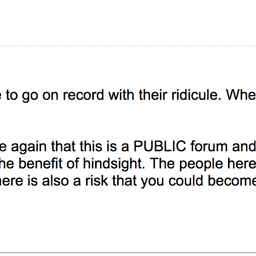 to go on record with their ridicule. Whe
again that this is a PUBLIC forum and
he benefit of hindsight. The people here
ere is also a risk that you could become